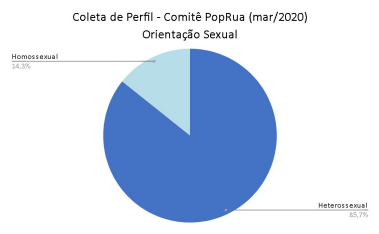 Coleta de Perfil - Comitê PopRua (mar/2020)
Orientação Sexual
Homossexual
14,3%
Heterossexual
85,7%